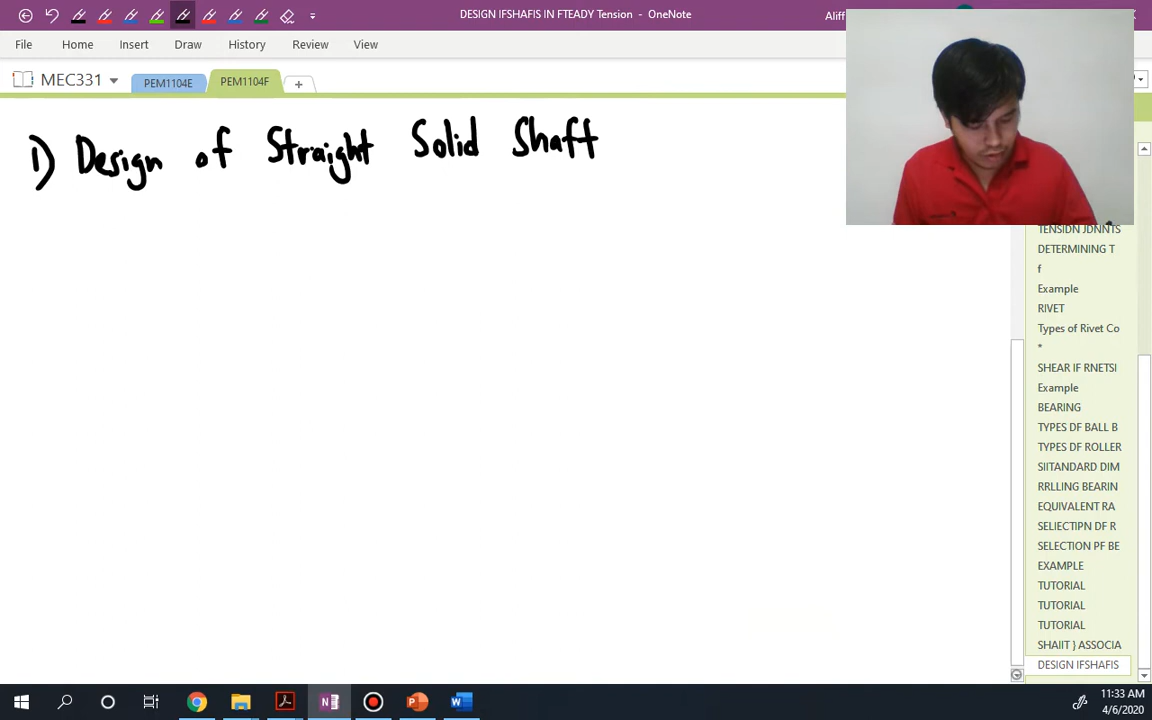 DESIGN IFSHAFIS IN FTEADY Tension - OneNote
Aliff
File Home Insert Draw History Review View
MEC331 PEM1104E PEM1104F
1) Design of Straight Solid Shaft
TENSIDN JDNNTS
DETERMINING T
f
Example
RIVET
Types of Rivet Co
*
SHEAR IF RNETSI
Example
BEARING
TYPES DF BALL B
TYPES DF ROLLER
SIITANDARD DIM
RRLLING BEARIN
EQUIVALENT RA
SELIECTIPN DF R
SELECTION PF BE
EXAMPLE
TUTORIAL
TUTORIAL
TUTORIAL
SHAIIT } ASSOCIA
DESIGN IFSHAFIS
11:33 AM
4/6/2020